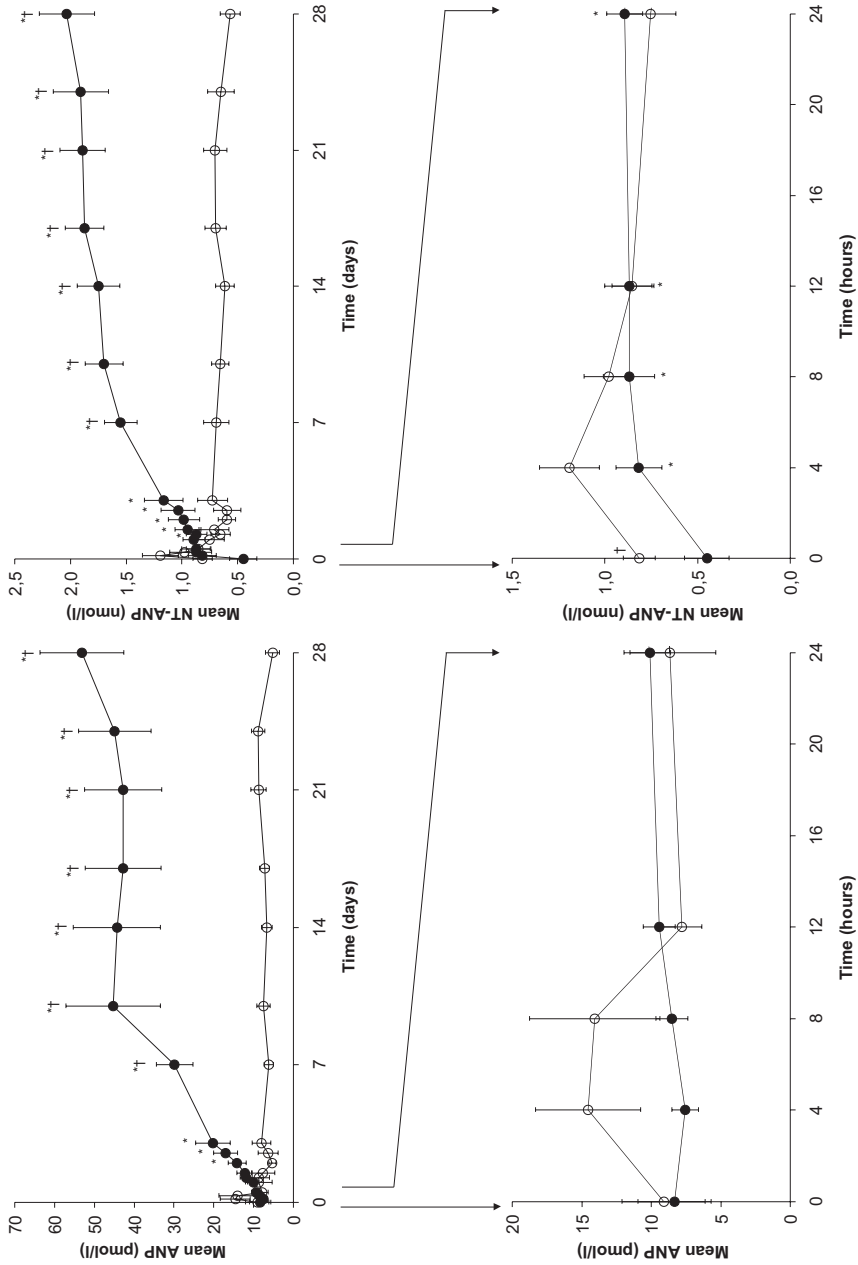 Mean ANP (pmol/l)
70
60
50
40
30
20
10
0
* * * *† *† *† *† *† *† *†
0 7 14 21 28
Time (days)
Mean NT-ANP (nmol/l)
2,5
2,0
1,5
1,0
0,5
0,0
* * * * * *† *† *† *† *† *† *†
0 7 14 21 28
Time (days)
Mean ANP (pmol/l)
20
15
10
5
0
0 4 8 12 16 20 24
Time (hours)
Mean NT-ANP (nmol/l)
1,5
1,0
0,5
0,0
† * * * *
0 4 8 12 16 20 24
Time (hours)